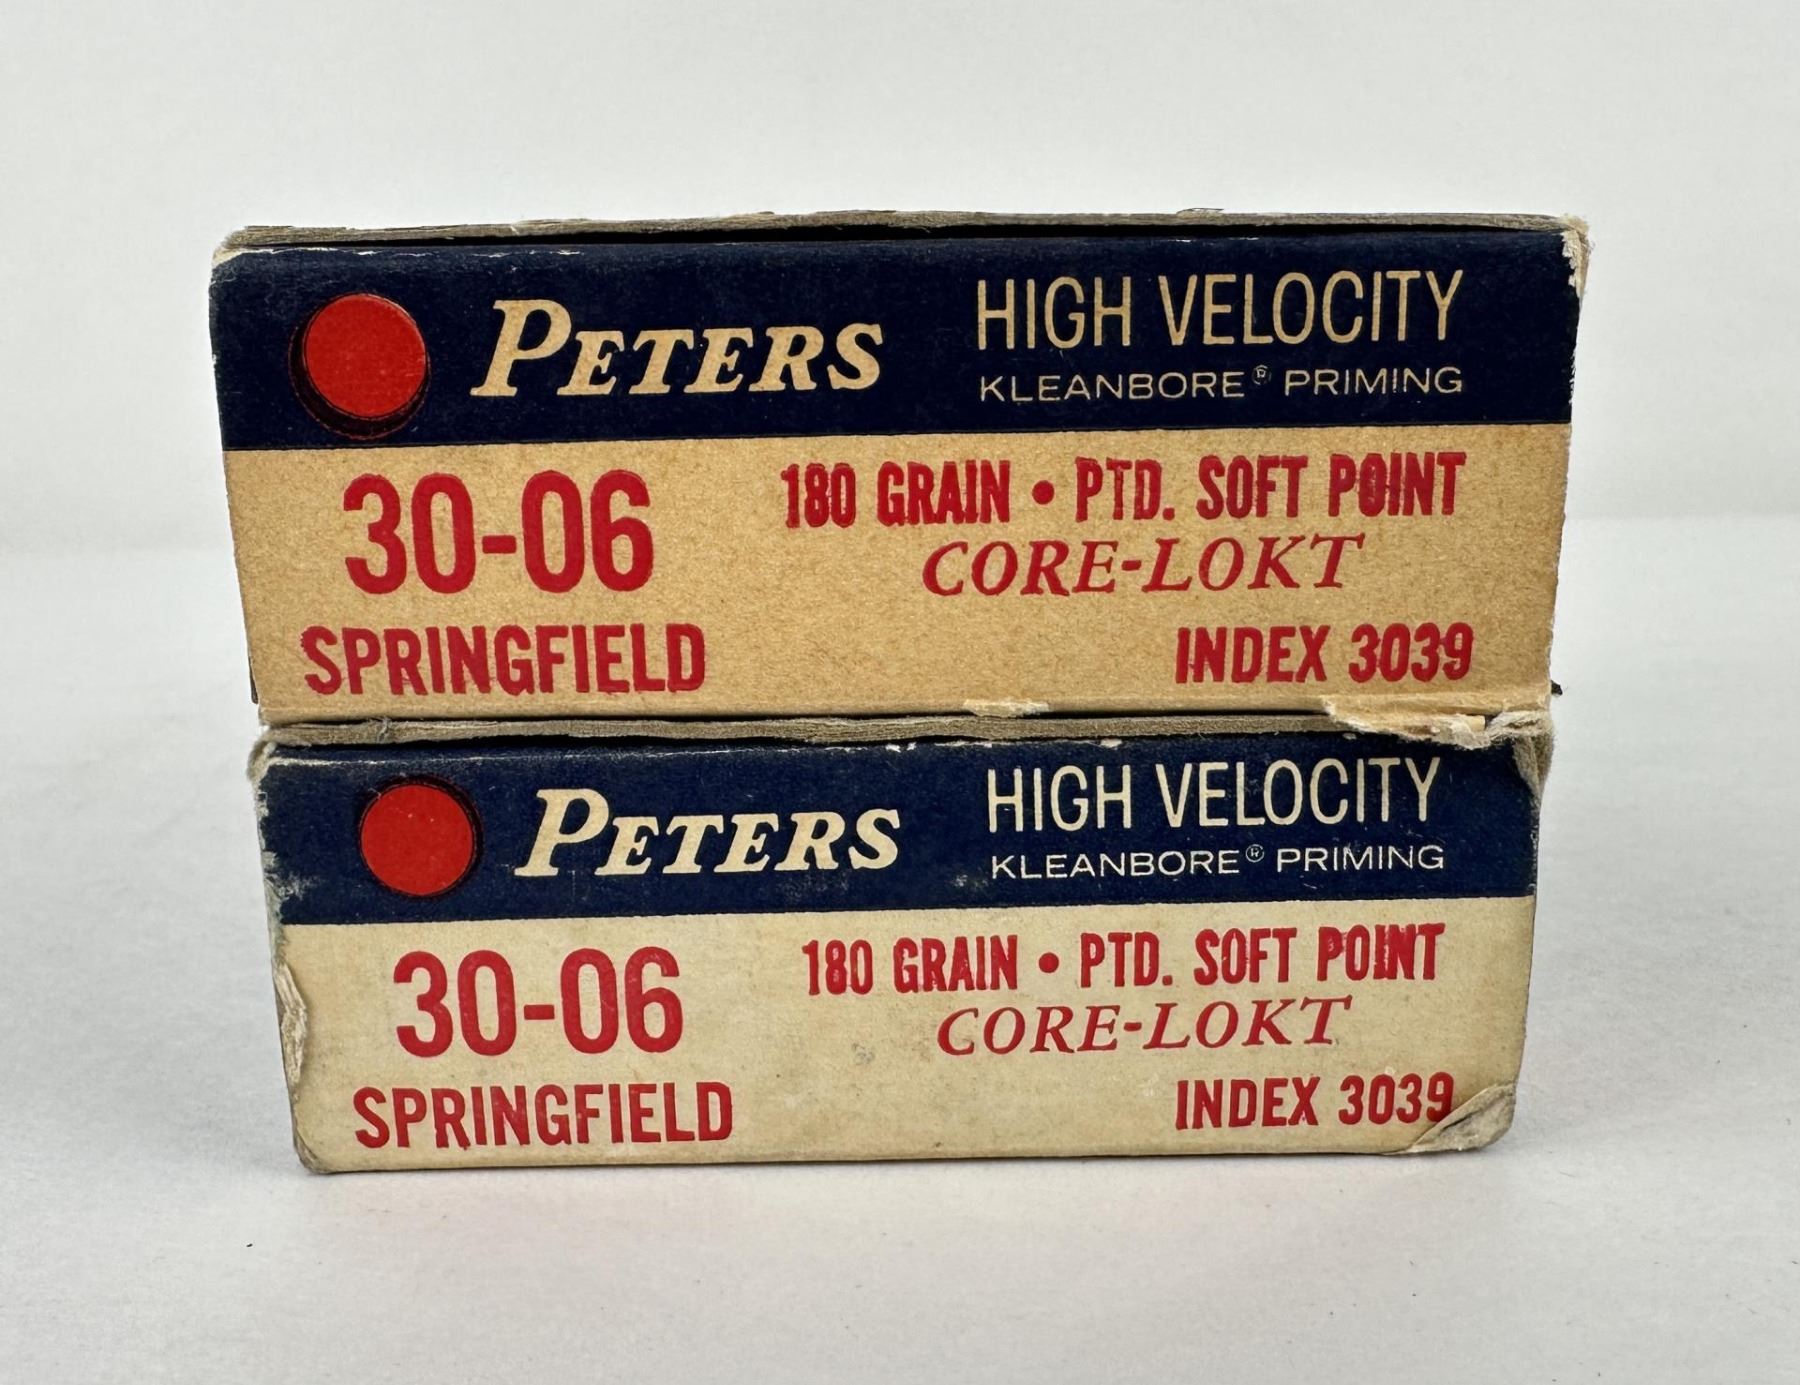 PETERS HIGH VELOCITY
KLEANBORE® PRIMING
30-06 180 GRAIN • PTD. SOFT POINT
CORE-LOKT
SPRINGFIELD INDEX 3039
PETERS HIGH VELOCITY
KLEANBORE® PRIMING
30-06 180 GRAIN • PTD. SOFT POINT
CORE-LOKT
SPRINGFIELD INDEX 3039